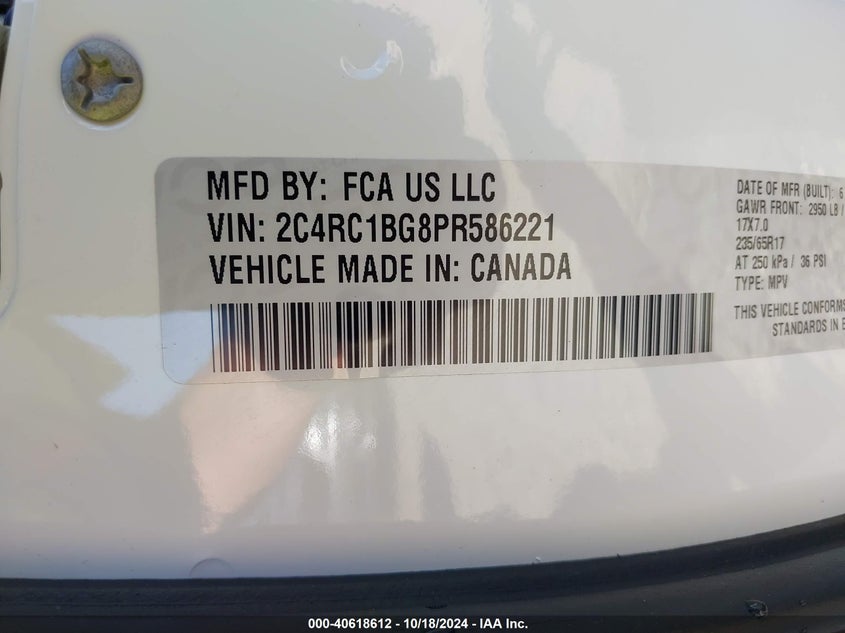 MFD BY: FCA US LLC
VIN: 2C4RC1BG8PR586221
VEHICLE MADE IN: CANADA
DATE OF MFR (BUILT): 6
GAWR FRONT: 2950 LB /
17X7.0
235/65R17
AT 250 kPa / 36 PSI
TYPE: MPV
THIS VEHICLE CONFORMS
STANDARDS IN E
000-40618612 - 10/18/2024 - IAA Inc.